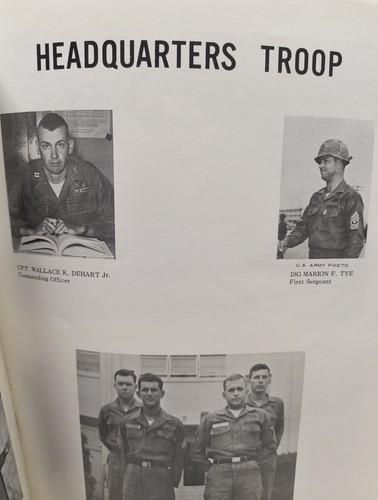 HEADQUARTERS TROOP
CPT WALLACE K. DEHART Jr.
Commanding Officer
U.S. ARMY PHOTO
1SG MARION F. TYE
First Sergeant